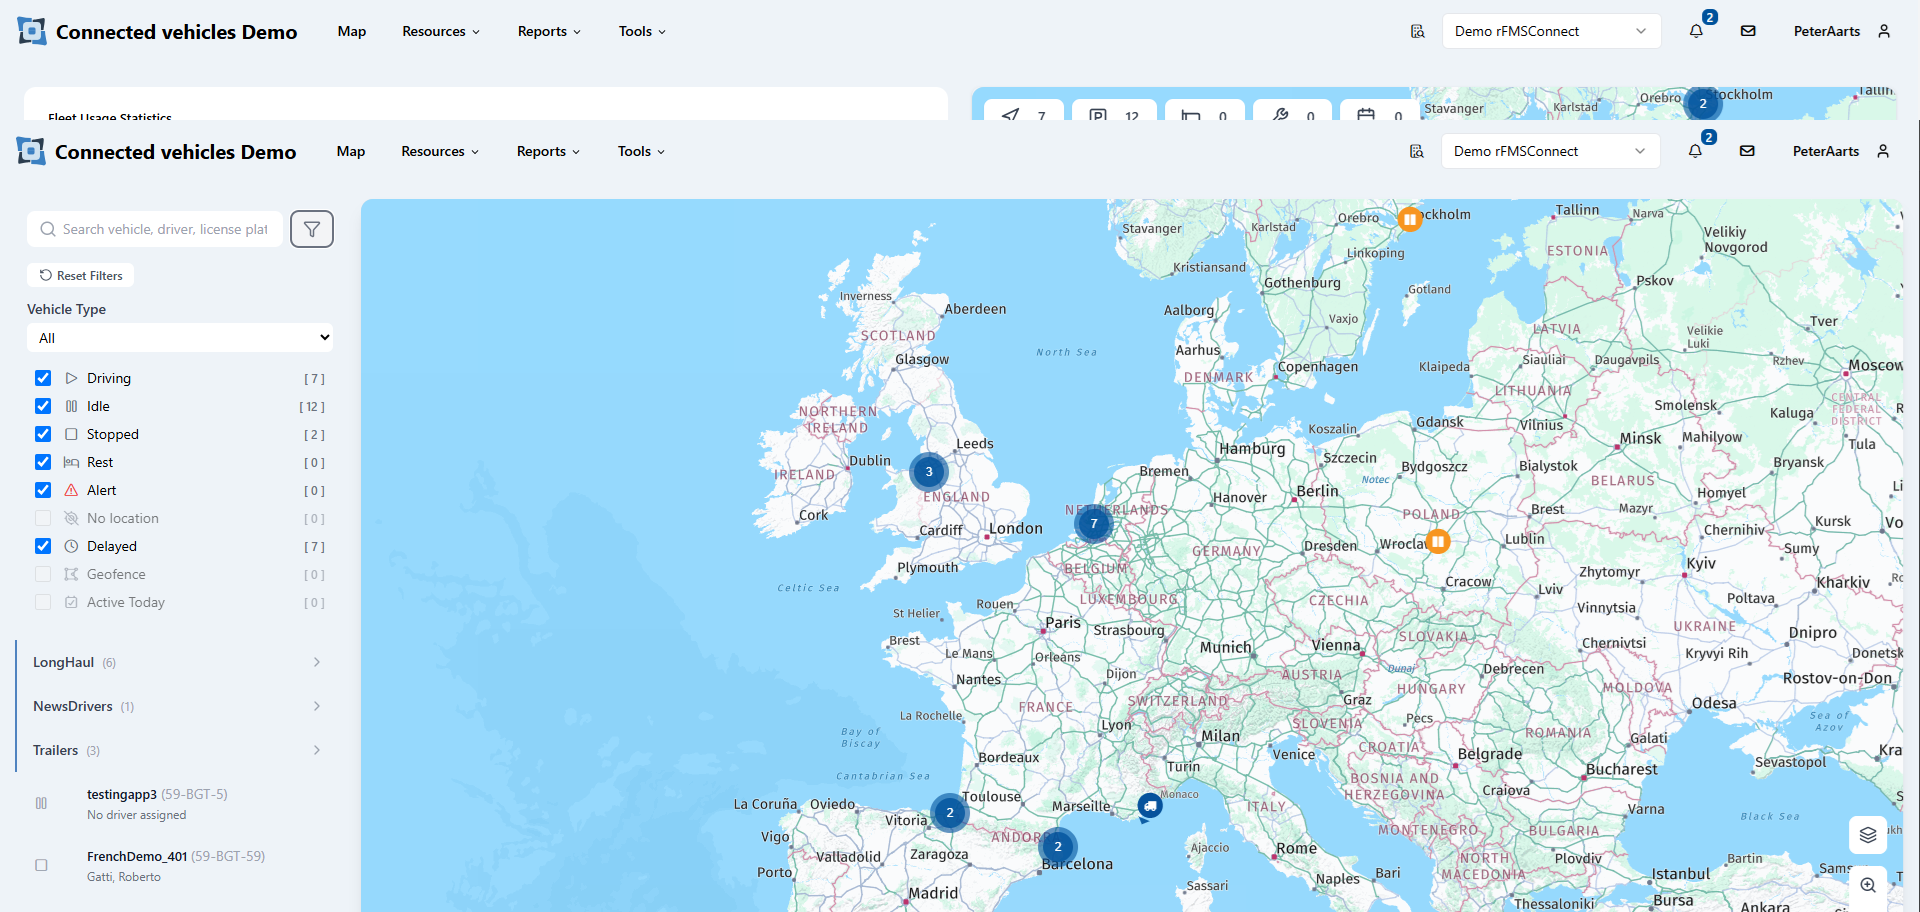 Connected vehicles Demo Map Resources Reports Tools Demo rFMSConnect 2 PeterAarts
Fleet Usage Statistics 7 12 0 0 0 Stavanger Karlstad Orebro 2 ockholm Tallin
Connected vehicles Demo Map Resources Reports Tools Demo rFMSConnect 2 PeterAarts
Search vehicle, driver, license plat
Reset Filters
Vehicle Type
All
Driving [ 7 ]
Idle [ 12 ]
Stopped [ 2 ]
Rest [ 0 ]
Alert [ 0 ]
No location [ 0 ]
Delayed [ 7 ]
Geofence [ 0 ]
Active Today [ 0 ]
LongHaul (6)
NewsDrivers (1)
Trailers (3)
testingapp3 (59-BGT-5)
No driver assigned
FrenchDemo_401 (59-BGT-59)
Gatti, Roberto
Orebro ockholm Tallinn Narva
Stavanger Karlstad Velikiy
Novgorod
Linkoping ESTONIA
Kristiansand Gothenburg Gotland Pskov
Inverness Aberdeen Aalborg Vaxjo Tver
SCOTLAND LATVIA Velikie
Luki
North Sea Aarhus Siauliai Daugavpils Rzhev
Glasgow DENMARK Copenhagen Klaipeda Moscow
LITHUANIA CENTRAL
FEDERAL
DISTRICT
NORTHERN
IRELAND Smolensk Kaluga
Koszalin Gdansk Vilnius Minsk Mahilyow Tula
Leeds Hamburg Szczecin
Dublin Bremen Bydgoszcz Bialystok Bryansk
IRELAND 3 ENGLAND Hanover Berlin Notec BELARUS Homyel
Cork NETHERLANDS POLAND Brest Mazyr
Cardiff London 7 Chernihiv Kursk
Dresden Wrocla Lublin Sumy
Plymouth BELGIUM GERMANY Kyiv
Celtic Sea Cracow Zhytomyr Kharkiv
St Helier Rouen LUXEMBOURG CZECHIA Lviv Poltava
Paris Strasbourg Vinnytsia
Brest Munich Vienna SLOVAKIA Chernivtsi UKRAINE Dnipro
Le Mans Orleans Dunaj Debrecen Kryvyi Rih Donetsk
Nantes Dijon AUSTRIA HUNGARY MOLDOVA Rostov-on-Don
La Rochelle FRANCE SWITZERLAND Graz Odesa
Lyon SLOVENIA Pecs Sea of
Azov
Bay of
Biscay Milan CROATIA ROMANIA Galati
Bordeaux Turin Venice Belgrade Sevastopol Kra
Cantabrian Sea BOSNIA AND
HERZEGOVINA Bucharest
La Coruña Oviedo Toulouse Marseille Monaco ITALY Craiova Varna
Vitoria 2 Black Sea
Vigo ANDOR MONTENEGRO BULGARIA
Valladolid Zaragoza 2 Ajaccio Rome NORTH
MACEDONIA Plovdiv Bartin
Porto Barcelona Istanbul Sams
Madrid Sassari Naples Bari Thessaloniki Bursa Ankara